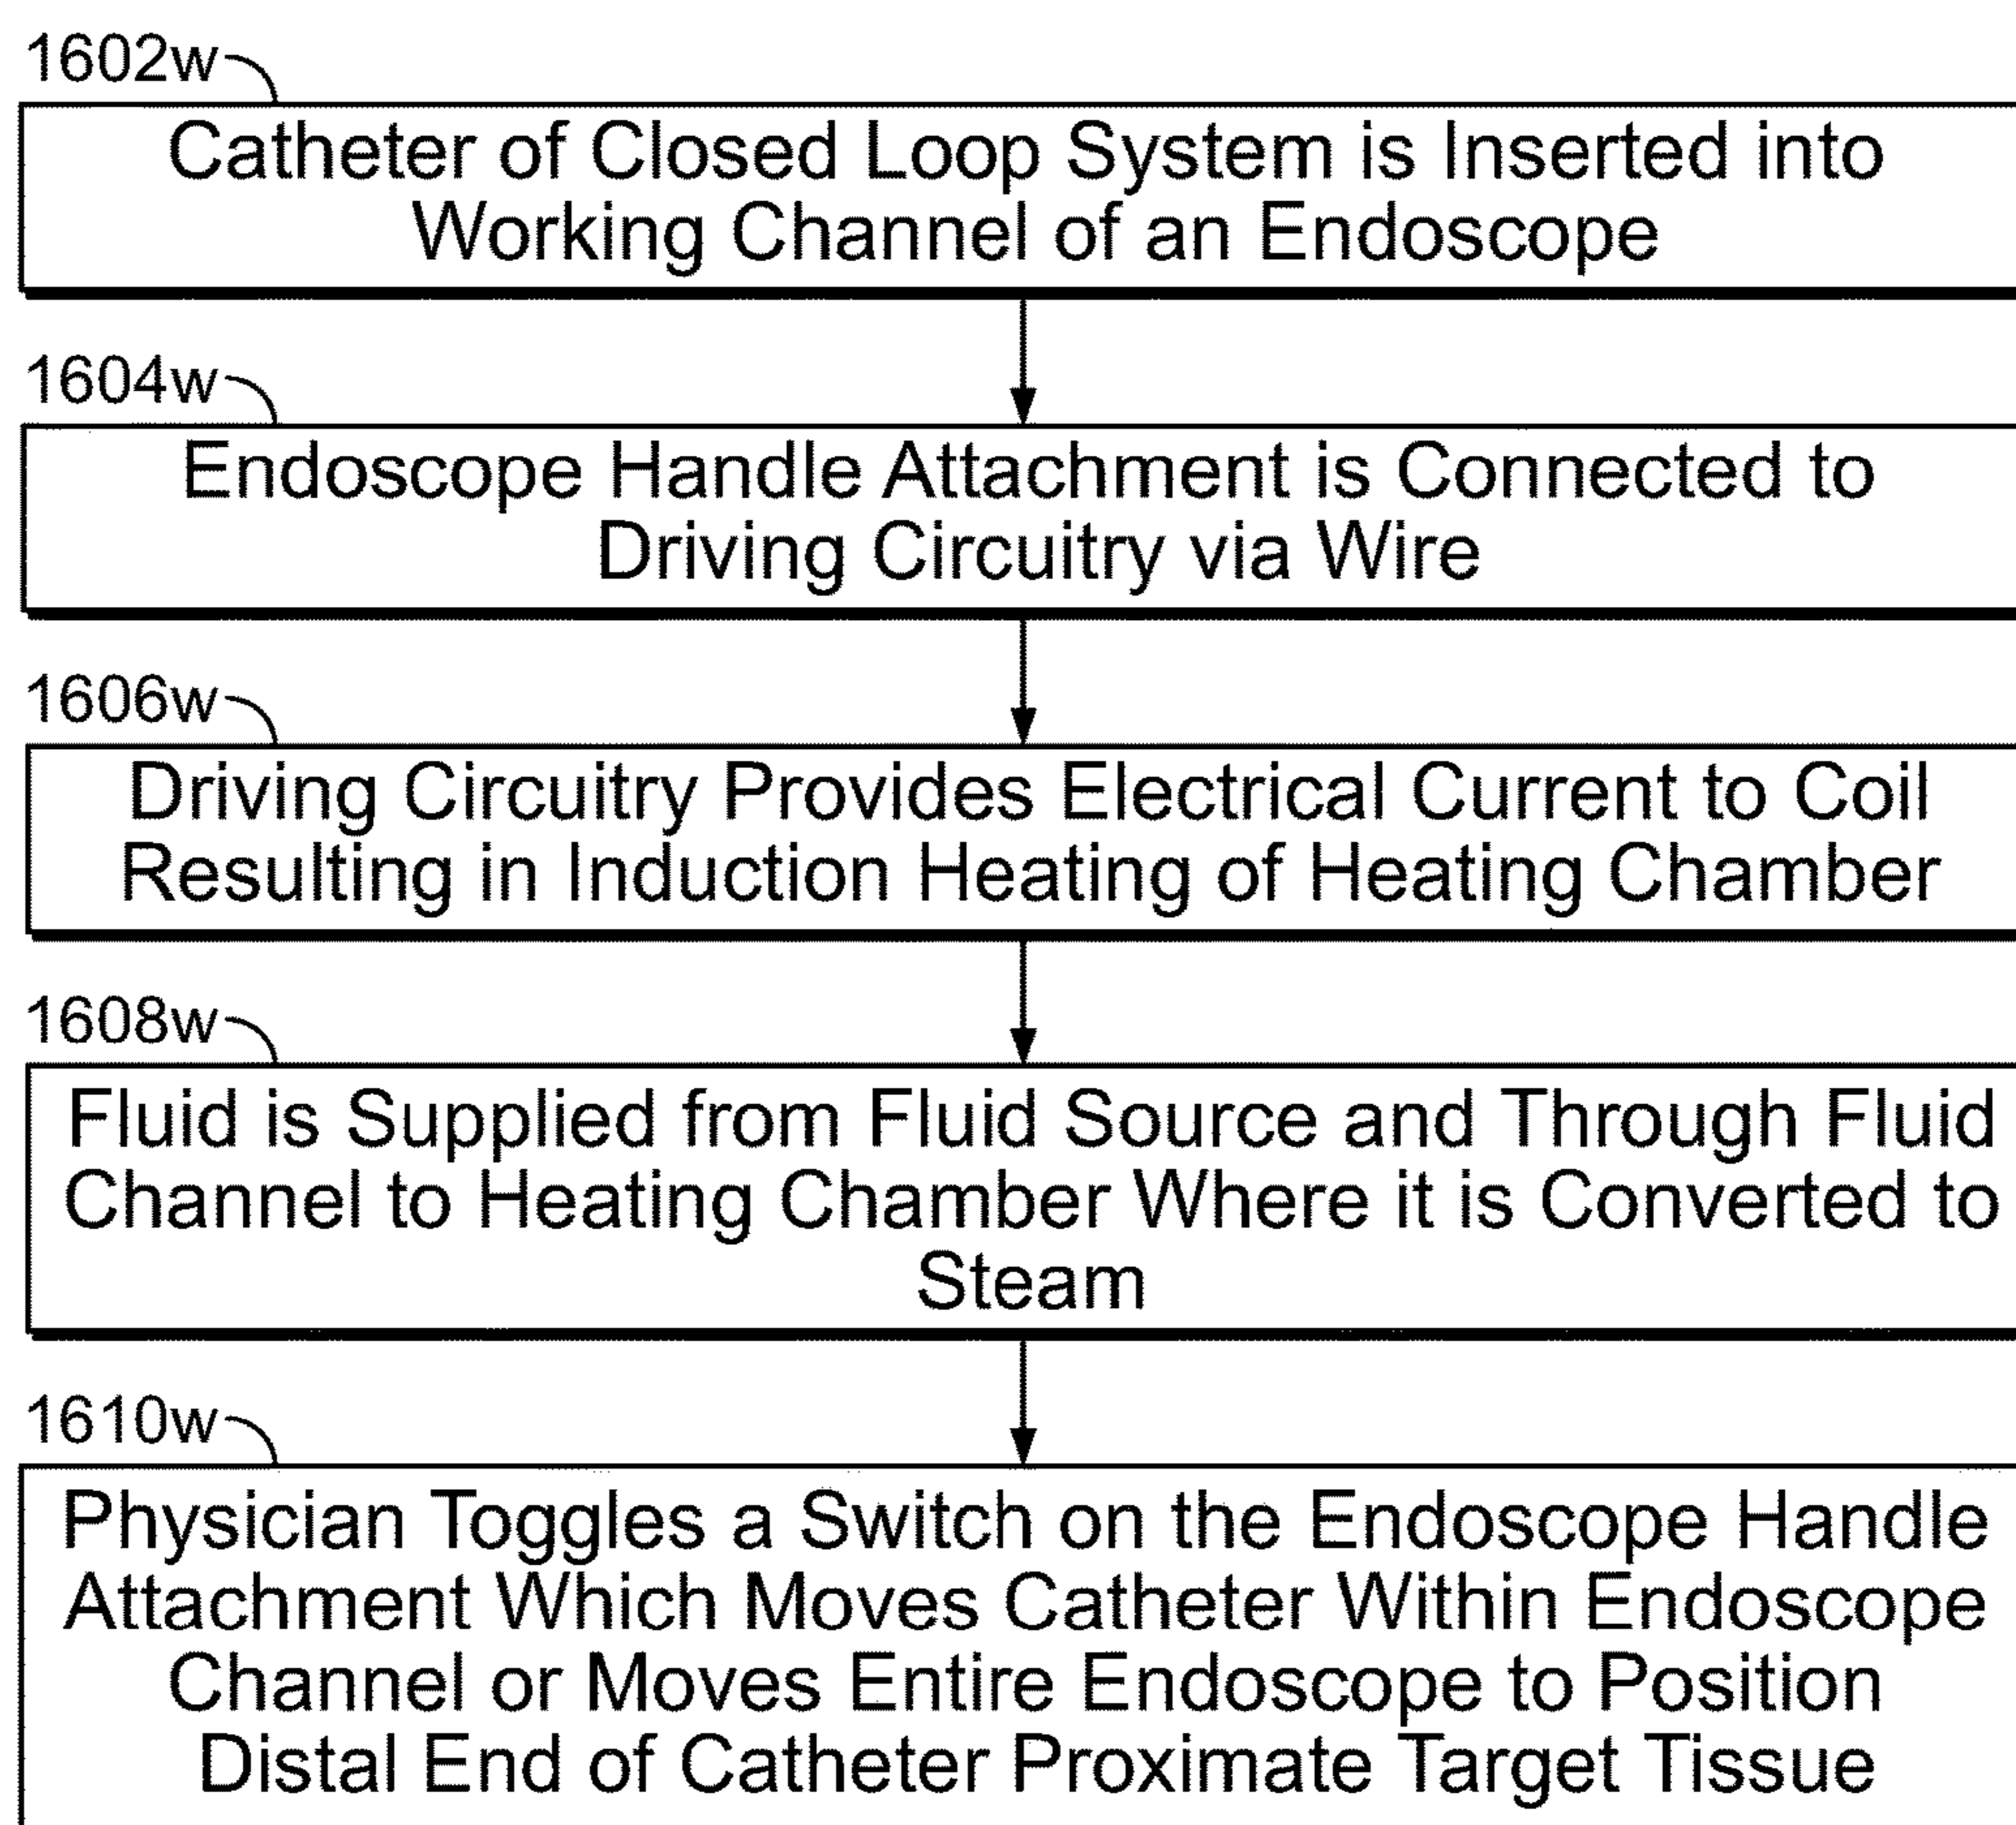 1602w
Catheter of Closed Loop System is Inserted into
Working Channel of an Endoscope
1604w
Endoscope Handle Attachment is Connected to
Driving Circuitry via Wire
1606w
Driving Circuitry Provides Electrical Current to Coil
Resulting in Induction Heating of Heating Chamber
1608w
Fluid is Supplied from Fluid Source and Through Fluid
Channel to Heating Chamber Where it is Converted to
Steam
1610w
Physician Toggles a Switch on the Endoscope Handle
Attachment Which Moves Catheter Within Endoscope
Channel or Moves Entire Endoscope to Position
Distal End of Catheter Proximate Target Tissue